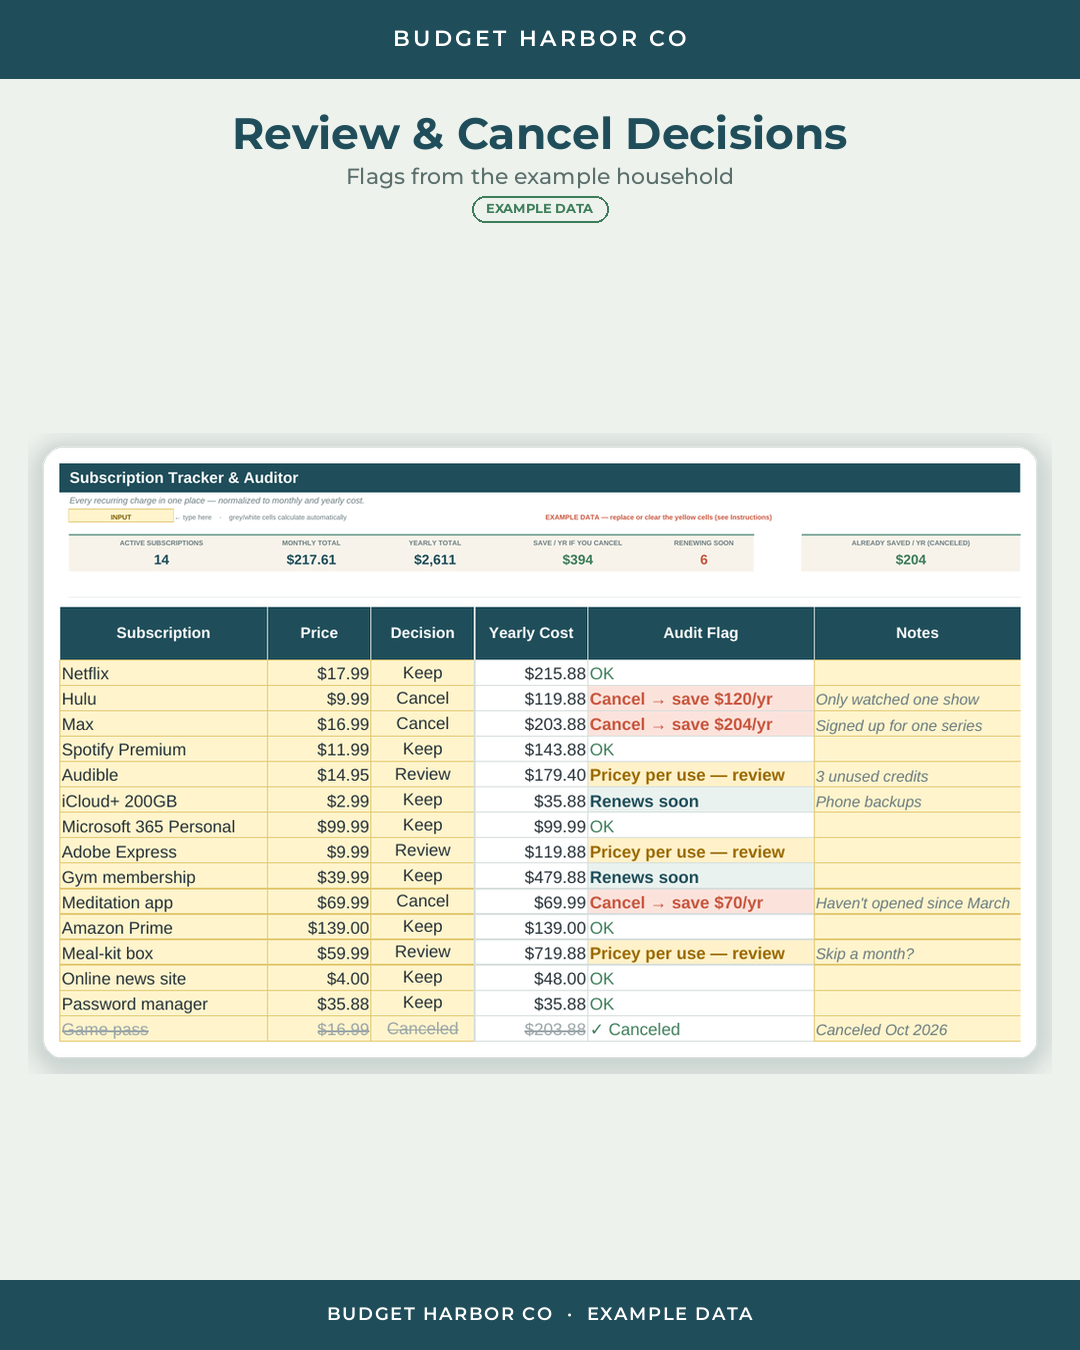 BUDGET HARBOR CO
Review & Cancel Decisions
Flags from the example household
EXAMPLE DATA
Subscription Tracker & Auditor
Every recurring charge in one place — normalized to monthly and yearly cost.
INPUT ← type here · grey/white cells calculate automatically EXAMPLE DATA — replace or clear the yellow cells (see Instructions)
ACTIVE SUBSCRIPTIONS MONTHLY TOTAL YEARLY TOTAL SAVE / YR IF YOU CANCEL RENEWING SOON ALREADY SAVED / YR (CANCELED)
14 $217.61 $2,611 $394 6 $204
Subscription Price Decision Yearly Cost Audit Flag Notes
Netflix $17.99 Keep $215.88 OK
Hulu $9.99 Cancel $119.88 Cancel → save $120/yr Only watched one show
Max $16.99 Cancel $203.88 Cancel → save $204/yr Signed up for one series
Spotify Premium $11.99 Keep $143.88 OK
Audible $14.95 Review $179.40 Pricey per use — review 3 unused credits
iCloud+ 200GB $2.99 Keep $35.88 Renews soon Phone backups
Microsoft 365 Personal $99.99 Keep $99.99 OK
Adobe Express $9.99 Review $119.88 Pricey per use — review
Gym membership $39.99 Keep $479.88 Renews soon
Meditation app $69.99 Cancel $69.99 Cancel → save $70/yr Haven't opened since March
Amazon Prime $139.00 Keep $139.00 OK
Meal-kit box $59.99 Review $719.88 Pricey per use — review Skip a month?
Online news site $4.00 Keep $48.00 OK
Password manager $35.88 Keep $35.88 OK
Game pass $16.99 Canceled $203.88 ✓ Canceled Canceled Oct 2026
BUDGET HARBOR CO · EXAMPLE DATA